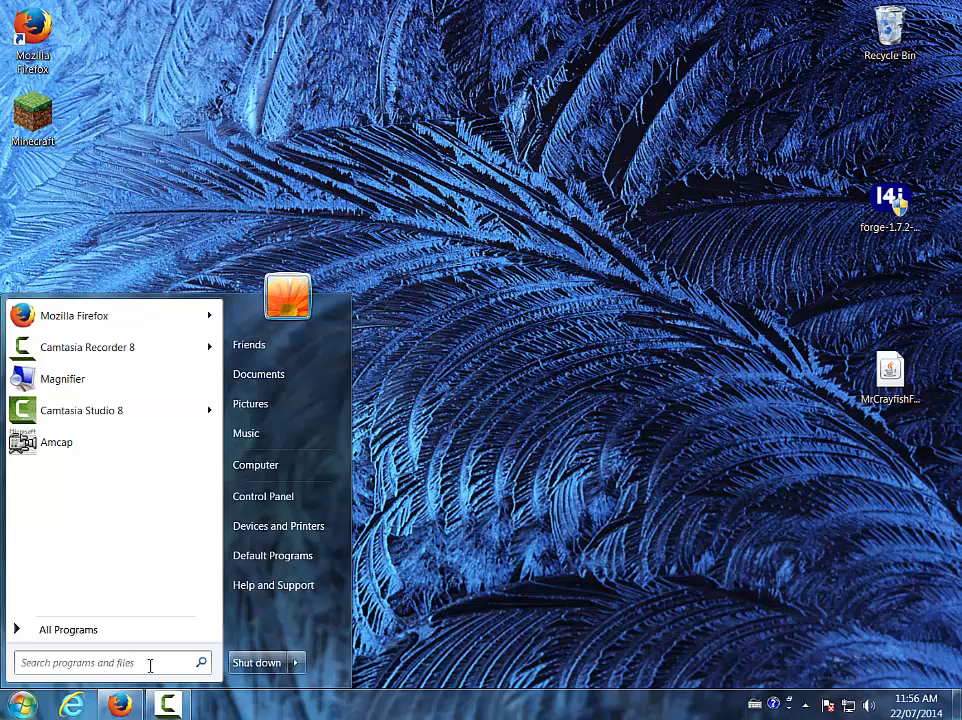 Mozilla
Firefox
Minecraft
Recycle Bin
forge-1.7.2-...
MrCrayfishF...
Mozilla Firefox
Camtasia Recorder 8
Magnifier
Camtasia Studio 8
Amcap
All Programs
Search programs and files
Friends
Documents
Pictures
Music
Computer
Control Panel
Devices and Printers
Default Programs
Help and Support
Shut down
11:56 AM
22/07/2014